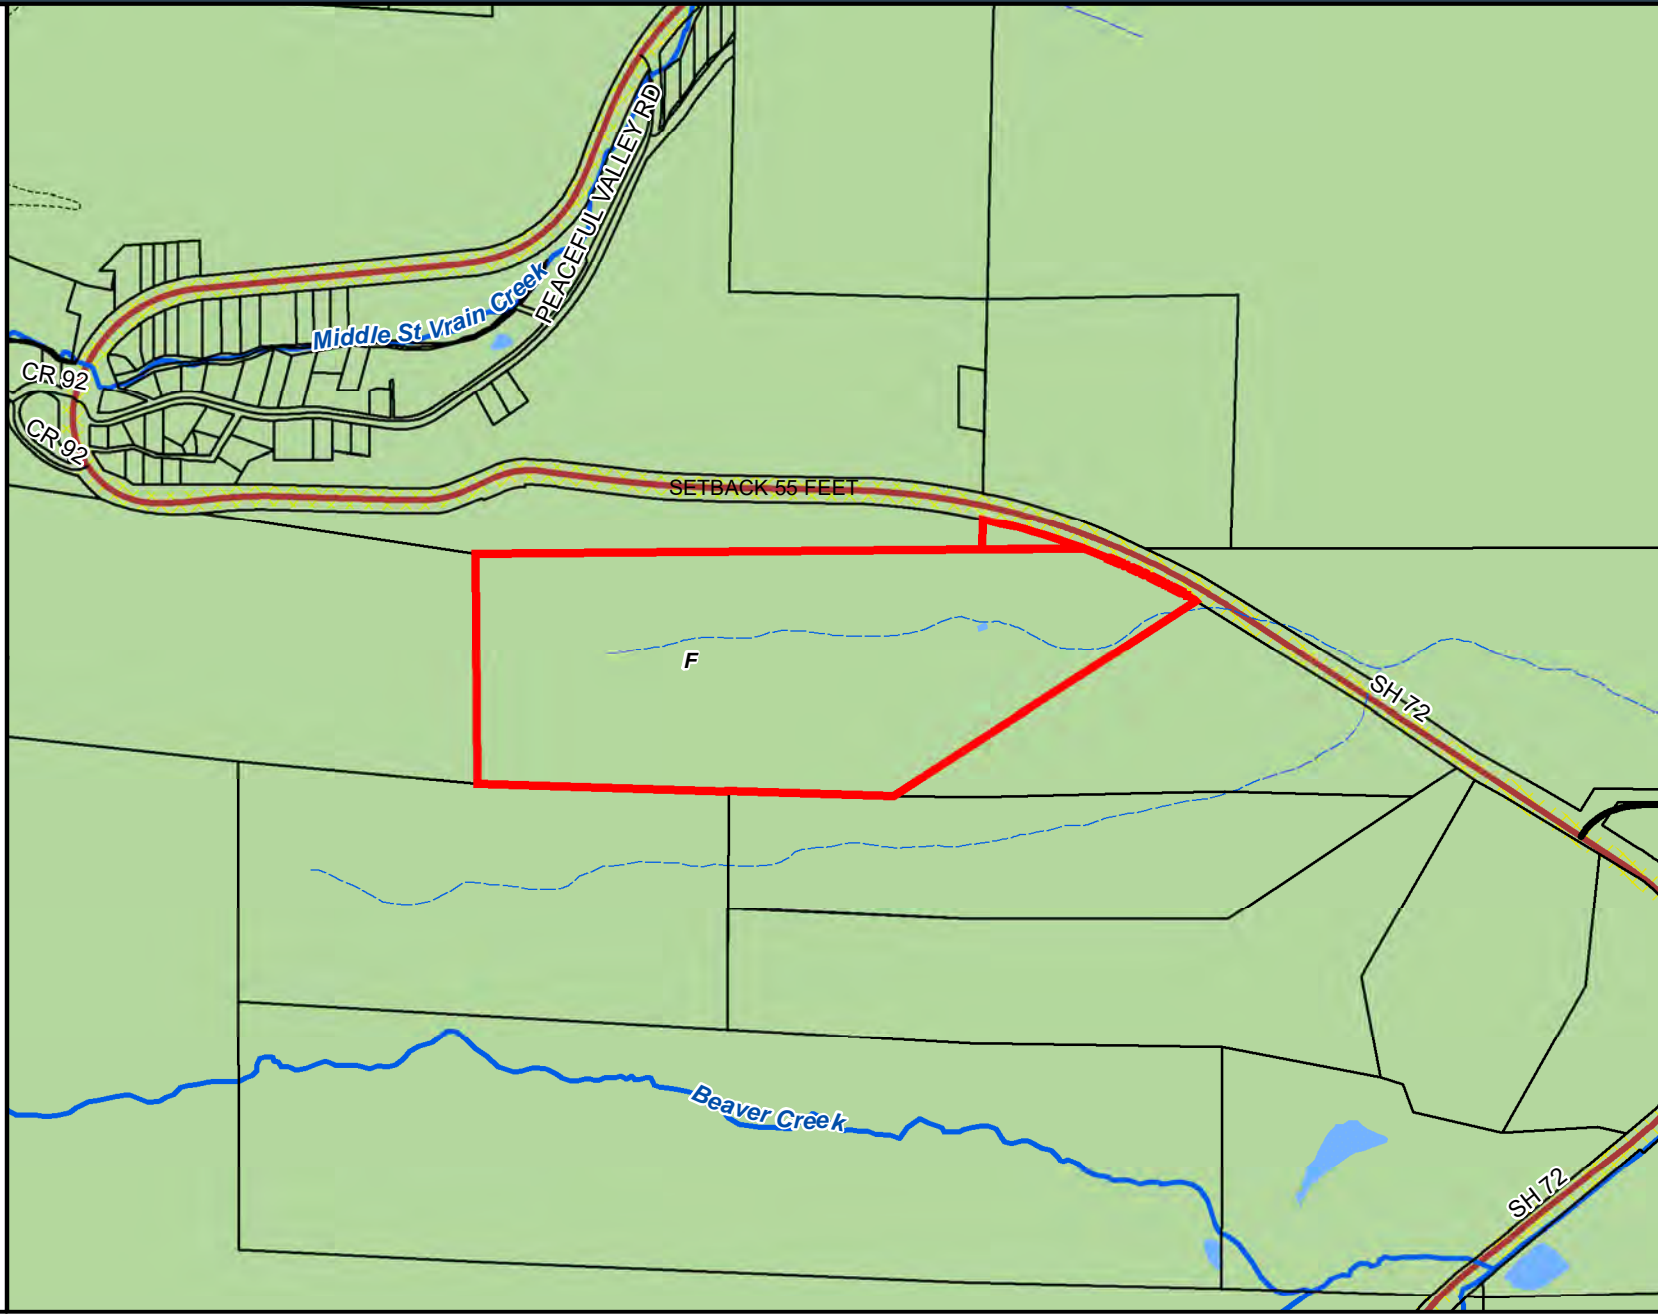 PEACEFUL VALLEY RD
Middle St Vrain Creek
CR 92
CR 92
SETBACK 55 FEET
F
SH 72
Beaver Creek
SH 72